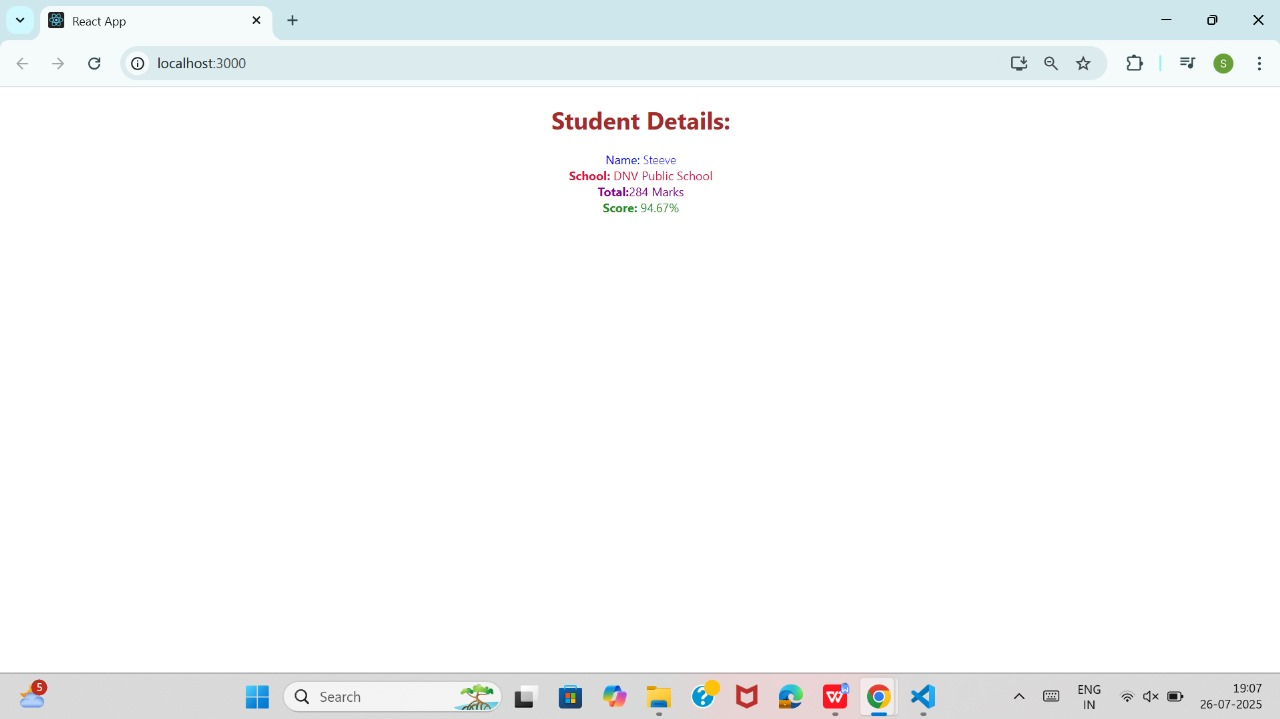 React App
localhost:3000
S
Student Details:
Name: Steeve
School: DNV Public School
Total:284 Marks
Score: 94.67%
5
Search
ENG
IN
19:07
26-07-2025